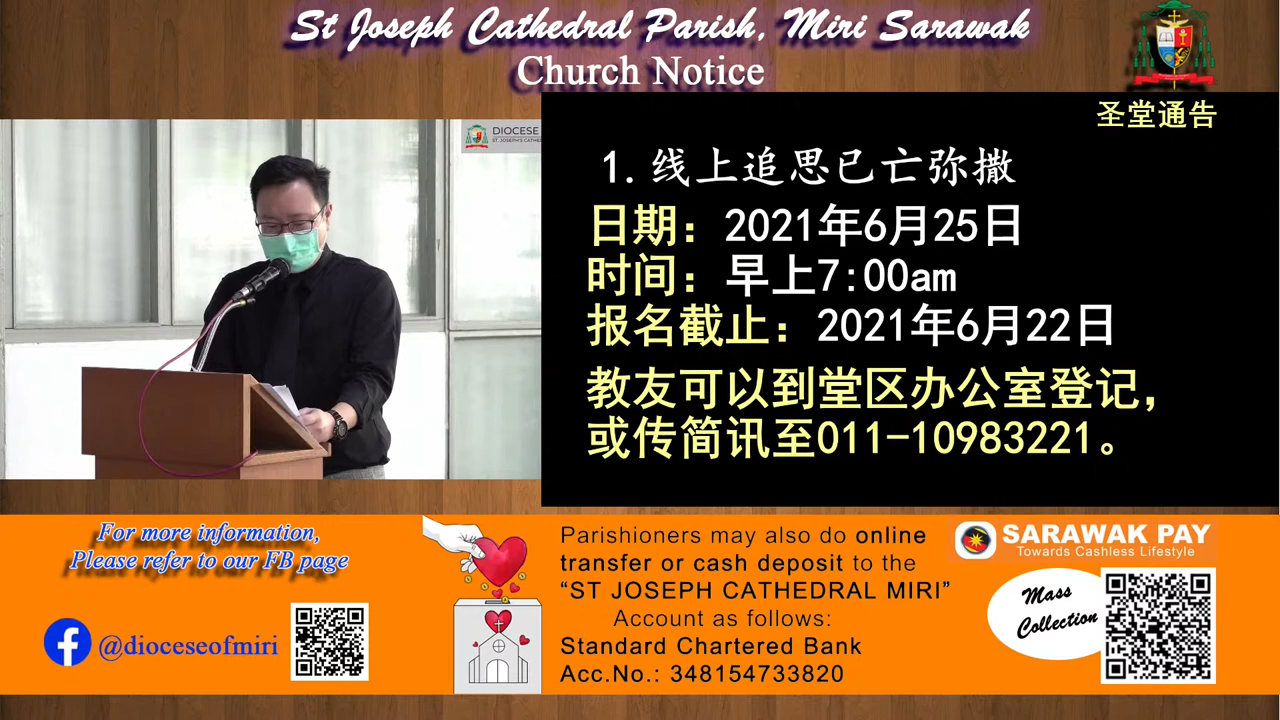 St Joseph Cathedral Parish, Miri Sarawak
Church Notice
圣堂通告
DIOCESE
ST. JOSEPH'S CATHE
1. 线上追思已亡弥撒
日期：2021年6月25日
时间：早上7:00am
报名截止：2021年6月22日
教友可以到堂区办公室登记，
或传简讯至011-10983221。
For more information,
Please refer to our FB page
@dioceseofmiri
Parishioners may also do online
transfer or cash deposit to the
“ST JOSEPH CATHEDRAL MIRI”
Account as follows:
Standard Chartered Bank
Acc.No.: 348154733820
SARAWAK PAY
Towards Cashless Lifestyle
Mass
Collection